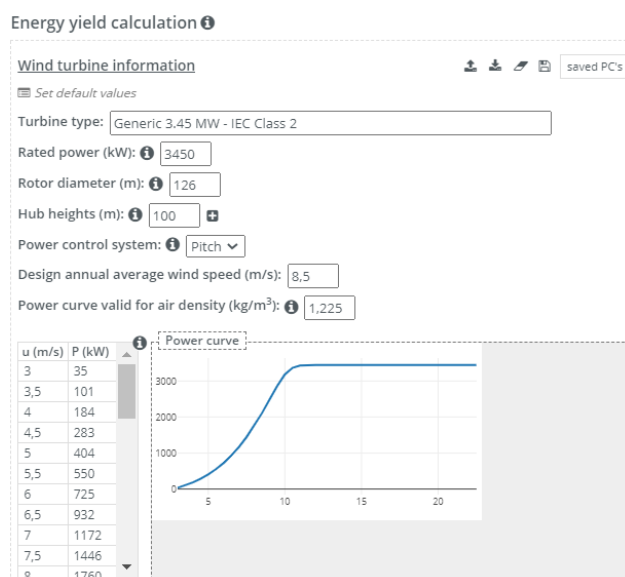 Energy yield calculation
Wind turbine information
saved PC's
Set default values
Turbine type: Generic 3.45 MW - IEC Class 2
Rated power (kW): 3450
Rotor diameter (m): 126
Hub heights (m): 100
Power control system: Pitch
Design annual average wind speed (m/s): 8,5
Power curve valid for air density (kg/m³): 1,225
u (m/s) P (kW)
3 35
3,5 101
4 184
4,5 283
5 404
5,5 550
6 725
6,5 932
7 1172
7,5 1446
8 1760
Power curve
3000
2000
1000
0
5 10 15 20